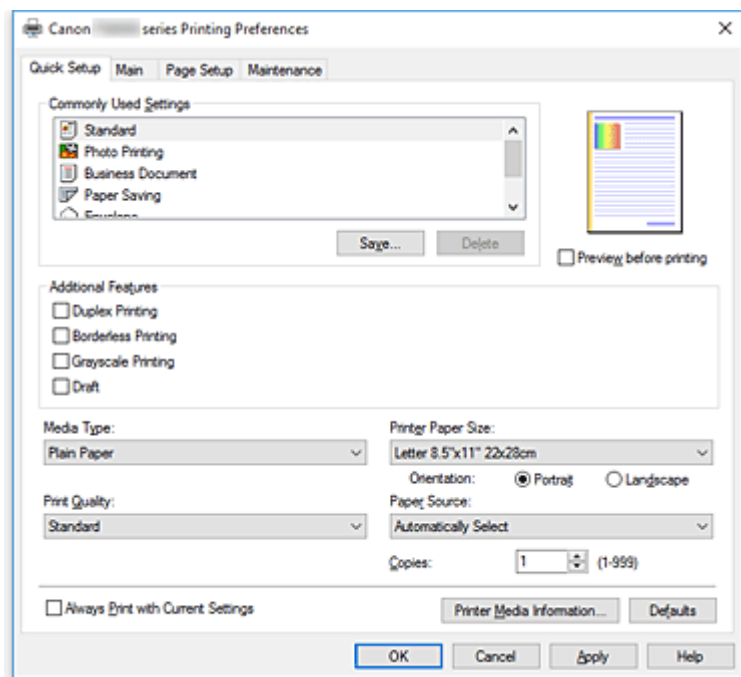 Canon series Printing Preferences
Quick Setup Main Page Setup Maintenance
Commonly Used Settings
Standard
Photo Printing
Business Document
Paper Saving
Envelope
Save... Delete
Preview before printing
Additional Features
Duplex Printing
Borderless Printing
Grayscale Printing
Draft
Media Type: Printer Paper Size:
Plain Paper Letter 8.5"x11" 22x28cm
Orientation: Portrait Landscape
Print Quality: Paper Source:
Standard Automatically Select
Copies: 1 (1-999)
Always Print with Current Settings Printer Media Information... Defaults
OK Cancel Apply Help